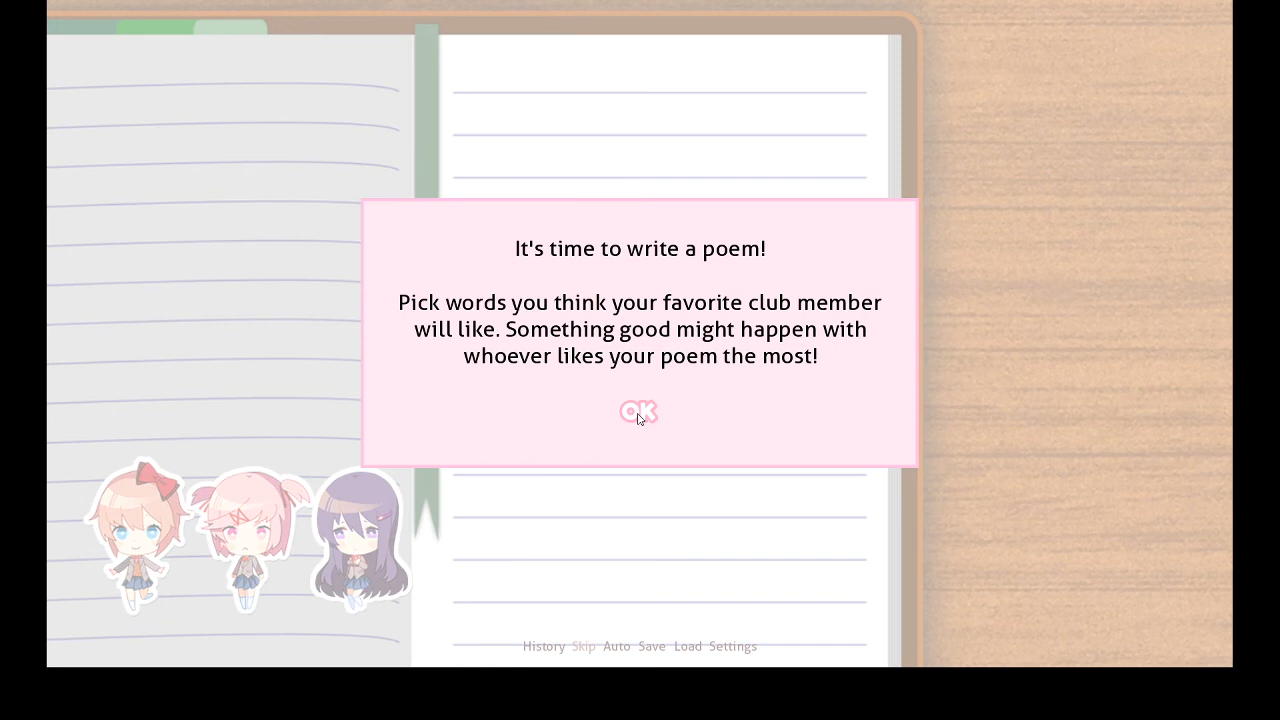 It's time to write a poem!
Pick words you think your favorite club member
will like. Something good might happen with
whoever likes your poem the most!
OK
History Skip Auto Save Load Settings